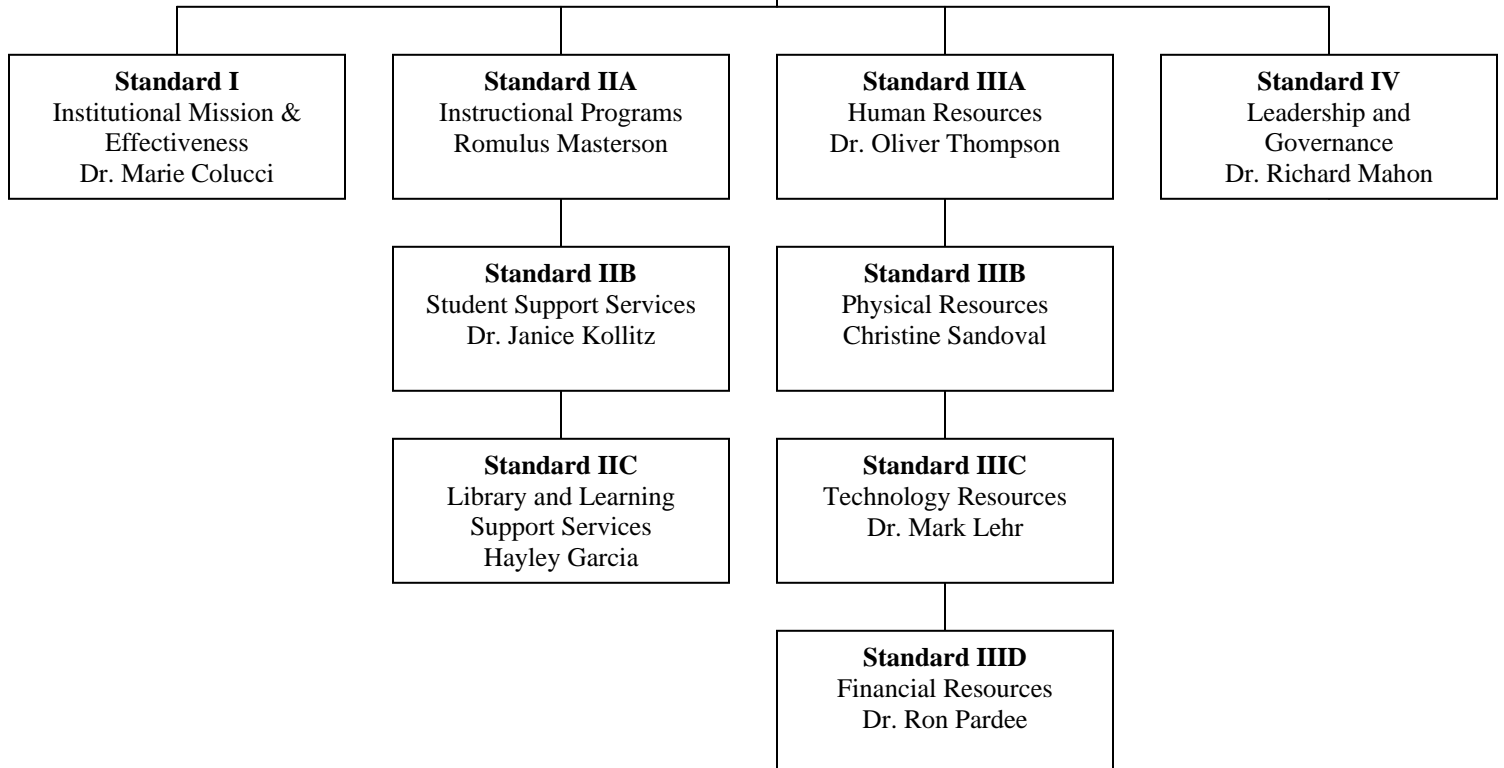 Standard I
Institutional Mission &
Effectiveness
Dr. Marie Colucci
Standard IIA
Instructional Programs
Romulus Masterson
Standard IIIA
Human Resources
Dr. Oliver Thompson
Standard IV
Leadership and
Governance
Dr. Richard Mahon
Standard IIB
Student Support Services
Dr. Janice Kollitz
Standard IIIB
Physical Resources
Christine Sandoval
Standard IIC
Library and Learning
Support Services
Hayley Garcia
Standard IIIC
Technology Resources
Dr. Mark Lehr
Standard IIID
Financial Resources
Dr. Ron Pardee